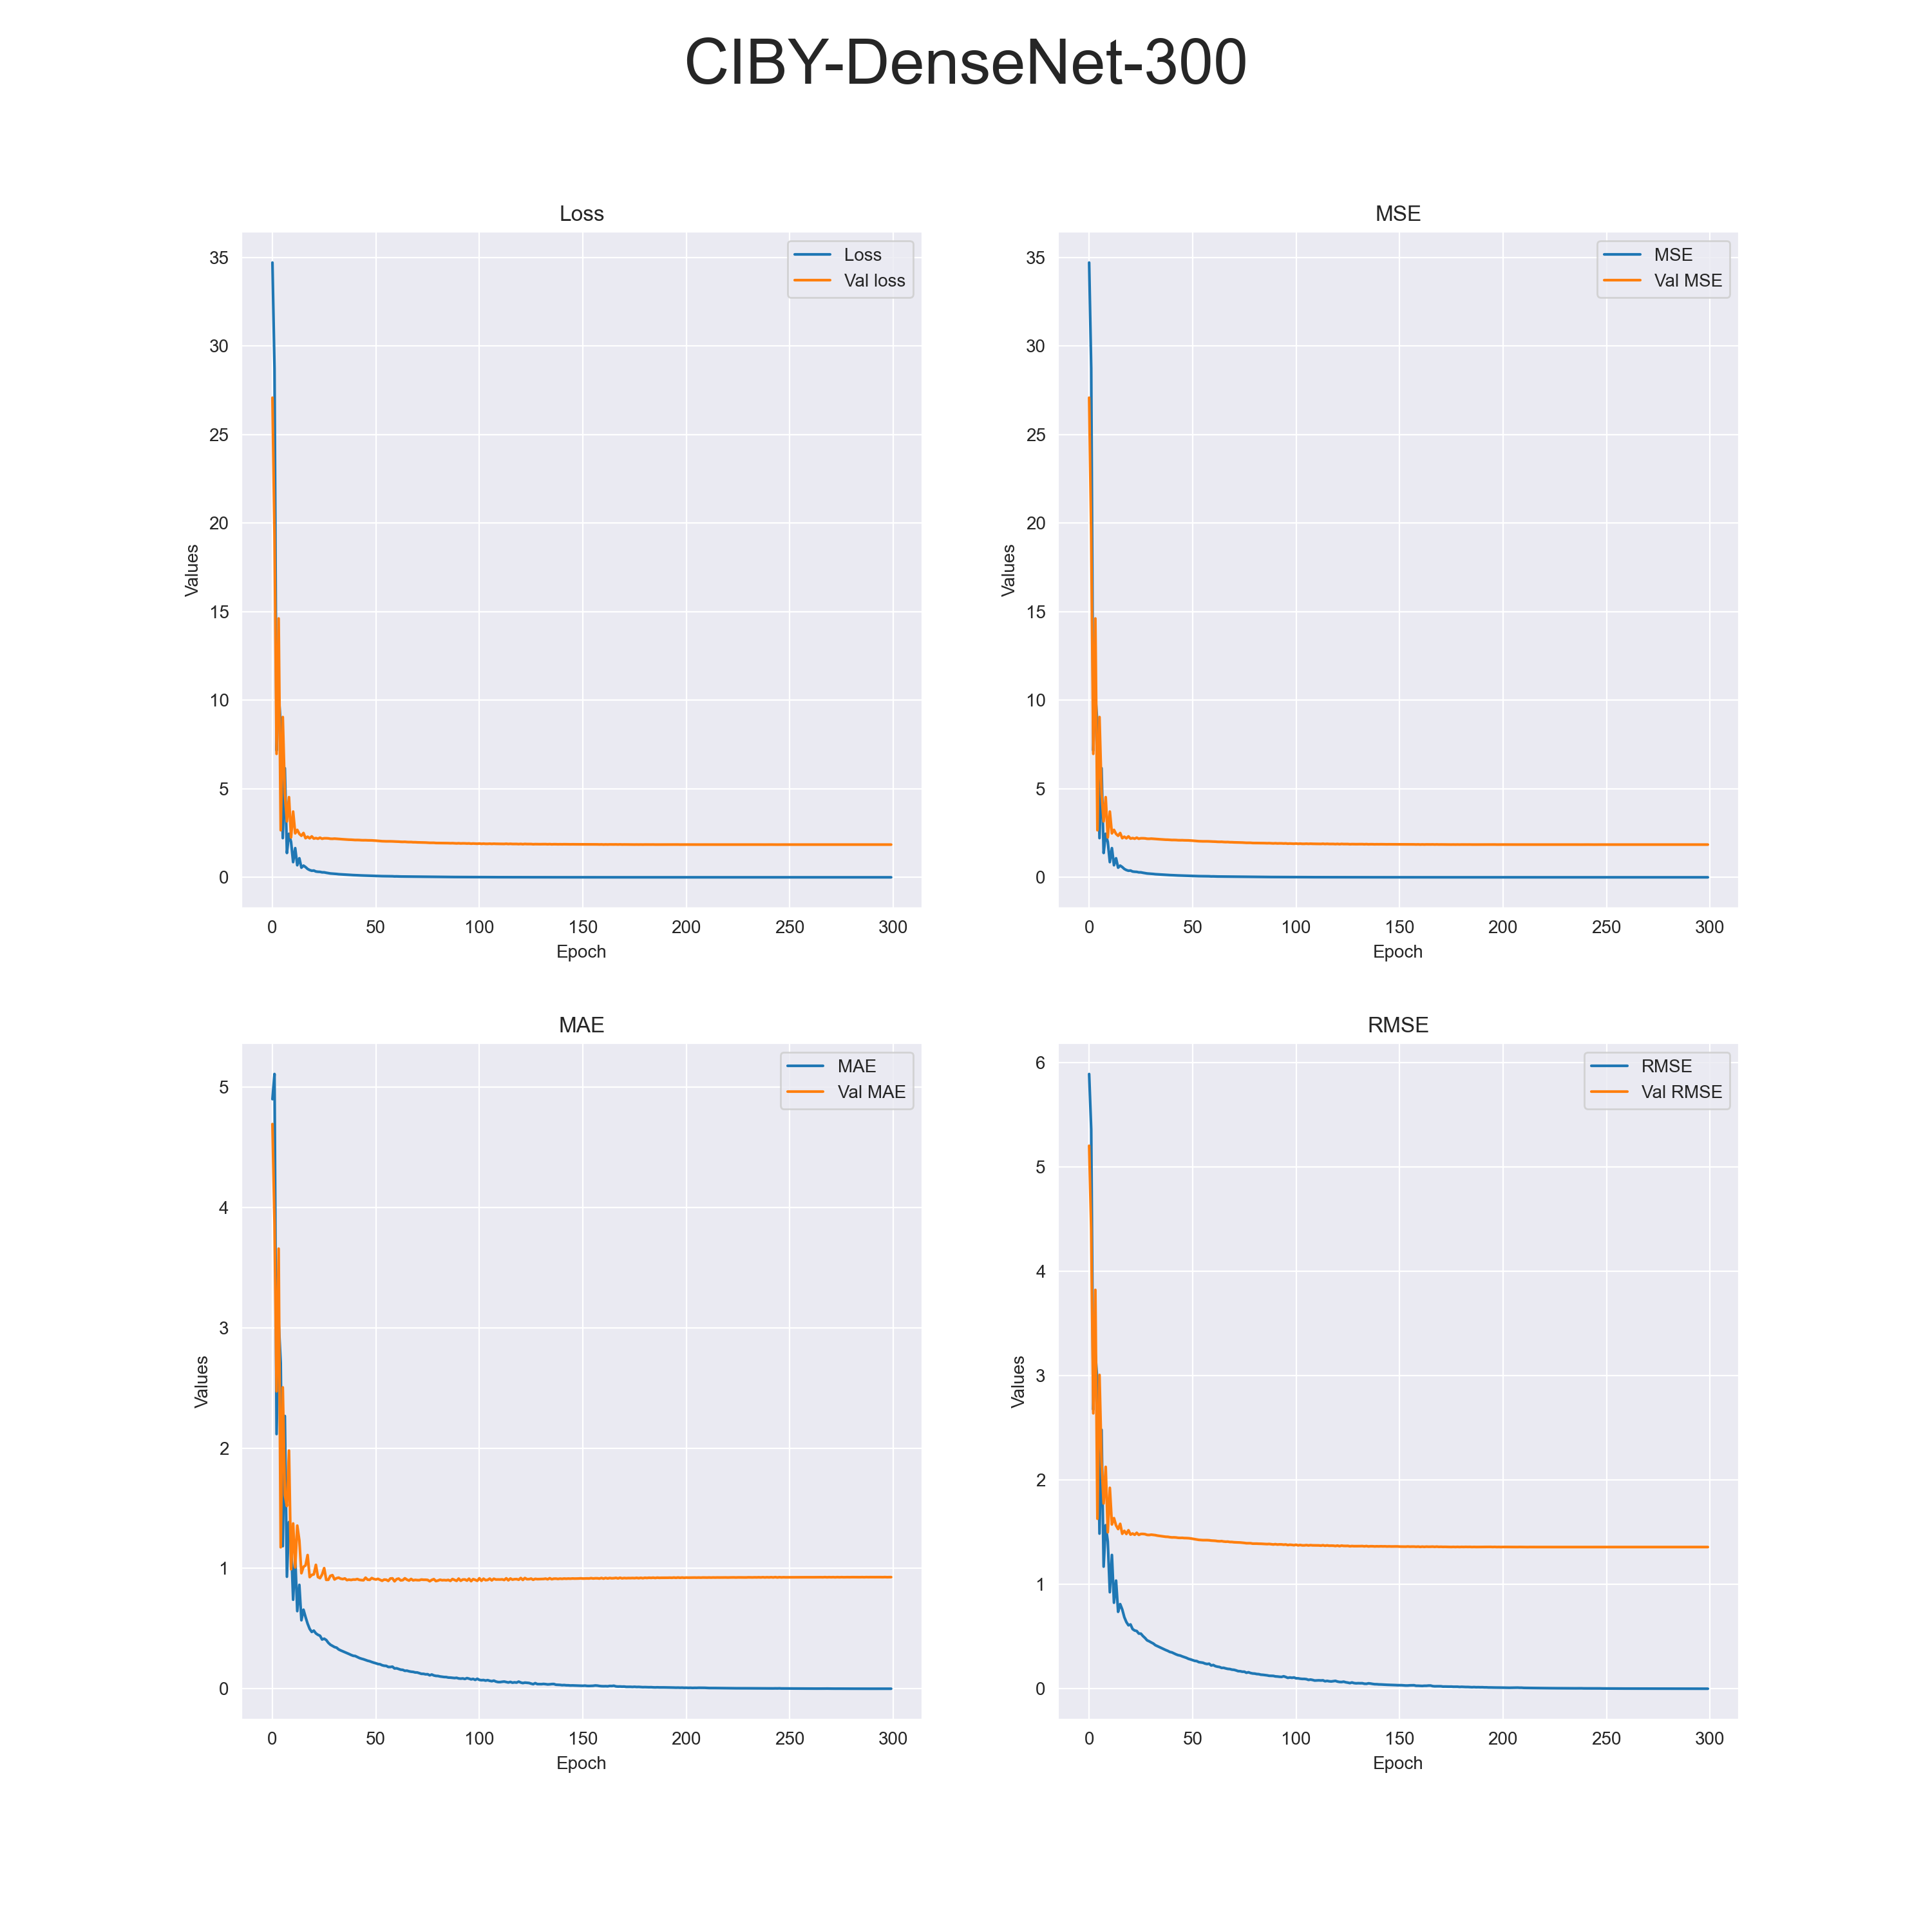 CIBY-DenseNet-300
Loss
Loss
Val loss
35
30
25
20
15
10
5
0
Values
0 50 100 150 200 250 300
Epoch
MSE
MSE
Val MSE
35
30
25
20
15
10
5
0
Values
0 50 100 150 200 250 300
Epoch
MAE
MAE
Val MAE
5
4
3
2
1
0
Values
0 50 100 150 200 250 300
Epoch
RMSE
RMSE
Val RMSE
6
5
4
3
2
1
0
Values
0 50 100 150 200 250 300
Epoch